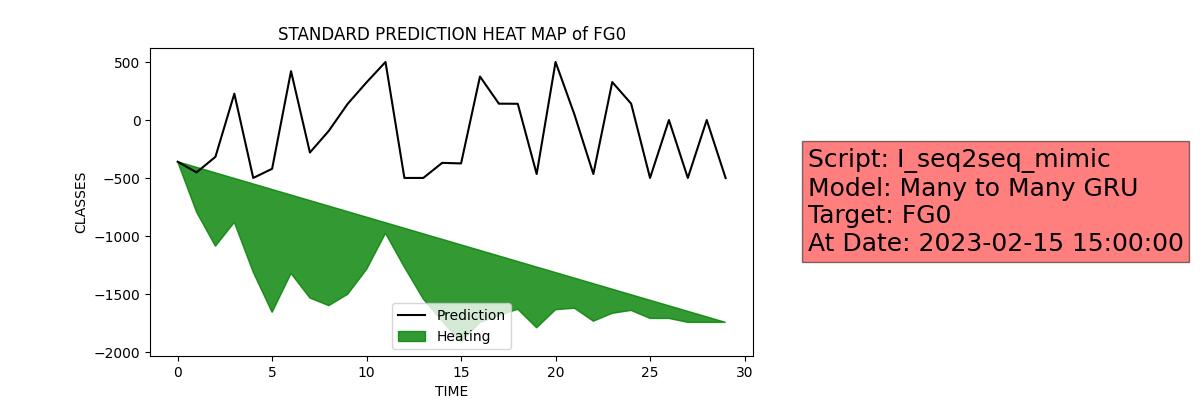 STANDARD PREDICTION HEAT MAP of FG0
CLASSES
500
0
−500
−1000
−1500
−2000
Prediction
Heating
0 5 10 15 20 25 30
TIME
Script: I_seq2seq_mimic
Model: Many to Many GRU
Target: FG0
At Date: 2023-02-15 15:00:00